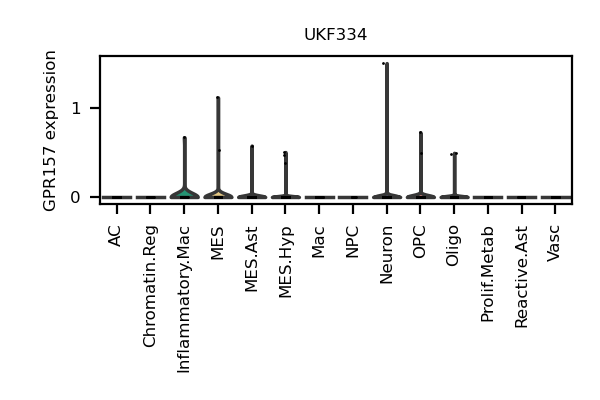 UKF334
GPR157 expression
1
0
AC
Chromatin.Reg
Inflammatory.Mac
MES
MES.Ast
MES.Hyp
Mac
NPC
Neuron
OPC
Oligo
Prolif.Metab
Reactive.Ast
Vasc